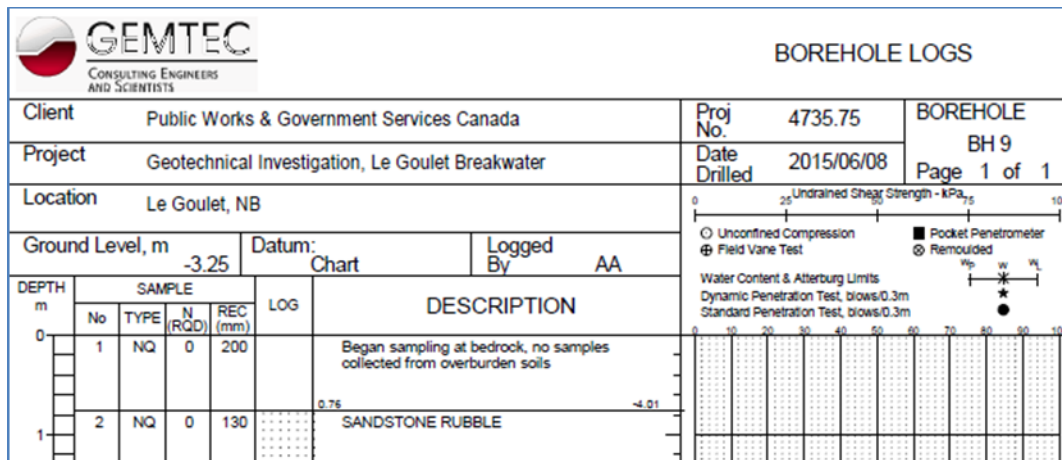 GEMTEC
CONSULTING ENGINEERS
AND SCIENTISTS
BOREHOLE LOGS
Client Public Works & Government Services Canada
Proj No. 4735.75
BOREHOLE
BH 9
Page 1 of 1
Project Geotechnical Investigation, Le Goulet Breakwater
Date Drilled 2015/06/08
Location Le Goulet, NB
Undrained Shear Strength - kPa
0 25 50 75 10
Unconfined Compression Pocket Penetrometer
Field Vane Test Remoulded
Ground Level, m -3.25
Datum: Chart
Logged By AA
Water Content & Atterburg Limits
WP W WL
Dynamic Penetration Test, blows/0.3m
Standard Penetration Test, blows/0.3m
DEPTH m
SAMPLE
No TYPE N (RQD) REC (mm)
LOG
DESCRIPTION
0 10 20 30 40 50 60 70 80 90 10
0
1 NQ 0 200
Began sampling at bedrock, no samples
collected from overburden soils
0.76 -4.01
2 NQ 0 130 SANDSTONE RUBBLE
1